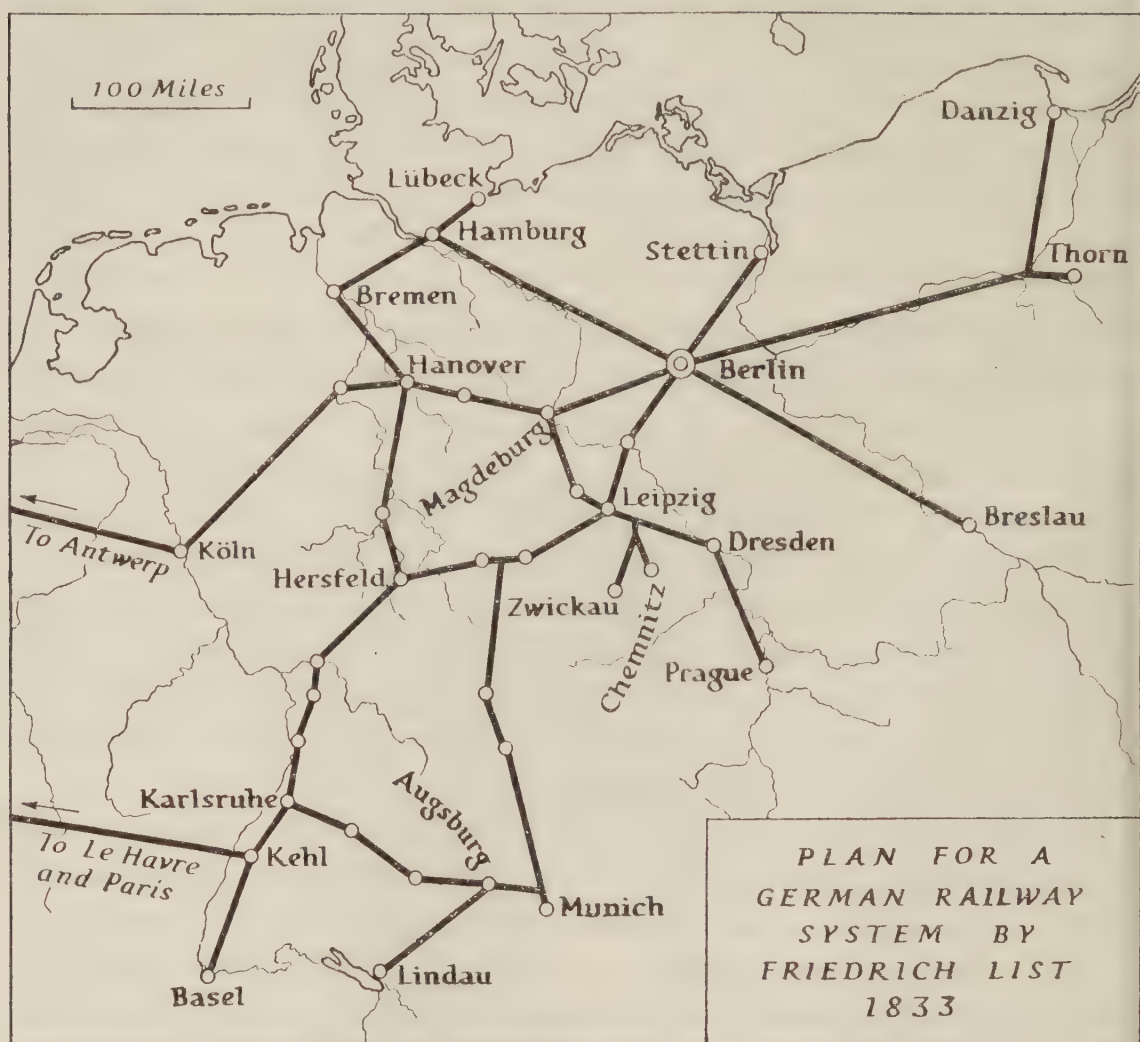 100 Miles
Danzig
Lübeck
Hamburg
Stettin
Thorn
Bremen
Hanover
Berlin
Magdeburg
Leipzig
Breslau
To Antwerp
Köln
Dresden
Hersfeld
Zwickau
Chemnitz
Prague
Karlsruhe
Augsburg
To Le Havre
and Paris
Kehl
Munich
Basel
Lindau
PLAN FOR A
GERMAN RAILWAY
SYSTEM BY
FRIEDRICH LIST
1833